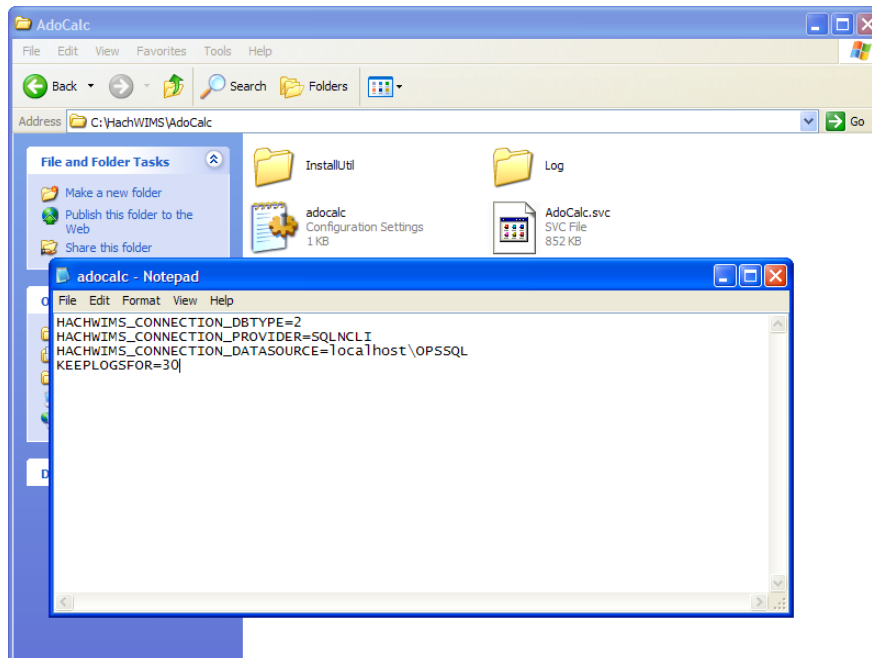 AdoCalc
File Edit View Favorites Tools Help
Back Search Folders
Address C:\HachWIMS\AdoCalc Go
File and Folder Tasks
Make a new folder
Publish this folder to the
Web
Share this folder
InstallUtil
Log
adocalc
Configuration Settings
1 KB
AdoCalc.svc
SVC File
852 KB
O
D
adocalc - Notepad
File Edit Format View Help
HACHWIMS_CONNECTION_DBTYPE=2
HACHWIMS_CONNECTION_PROVIDER=SQLNCLI
HACHWIMS_CONNECTION_DATASOURCE=localhost\OPSSQL
KEEPLOGSFOR=30